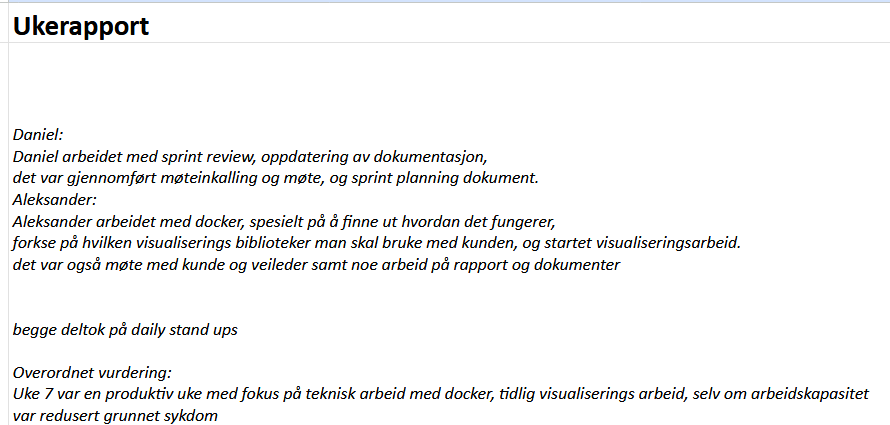 Ukerapport
Daniel:
Daniel arbeidet med sprint review, oppdatering av dokumentasjon,
det var gjennomført møteinkalling og møte, og sprint planning dokument.
Aleksander:
Aleksander arbeidet med docker, spesielt på å finne ut hvordan det fungerer,
forkse på hvilken visualiserings biblioteker man skal bruke med kunden, og startet visualiseringsarbeid.
det var også møte med kunde og veileder samt noe arbeid på rapport og dokumenter
begge deltok på daily stand ups
Overordnet vurdering:
Uke 7 var en produktiv uke med fokus på teknisk arbeid med docker, tidlig visualiserings arbeid, selv om arbeidskapasitet
var redusert grunnet sykdom